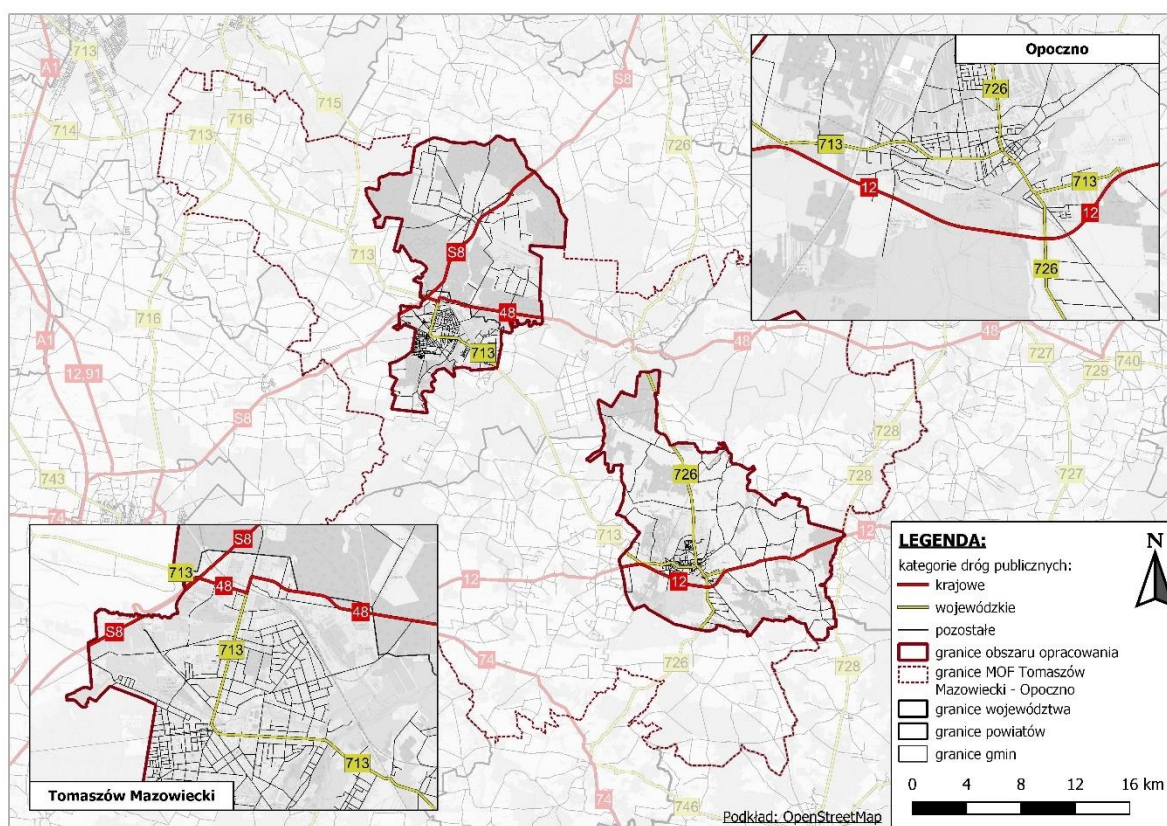 713
A1
S8
716
715
714
713
726
713
S8
716
48
A1
713
12,91
S8
48
48
727
740
729
728
726
728
727
743
74
713
12
12
12
74
726
728
74
746
Opoczno
726
713
12
713
12
726
S8
713
48
S8
48
713
713
Tomaszów Mazowiecki
LEGENDA:
kategorie dróg publicznych:
krajowe
wojewódzkie
pozostałe
granice obszaru opracowania
granice MOF Tomaszów
Mazowiecki - Opoczno
granice województwa
granice powiatów
granice gmin
N
0 4 8 12 16 km
Podkład: OpenStreetMap